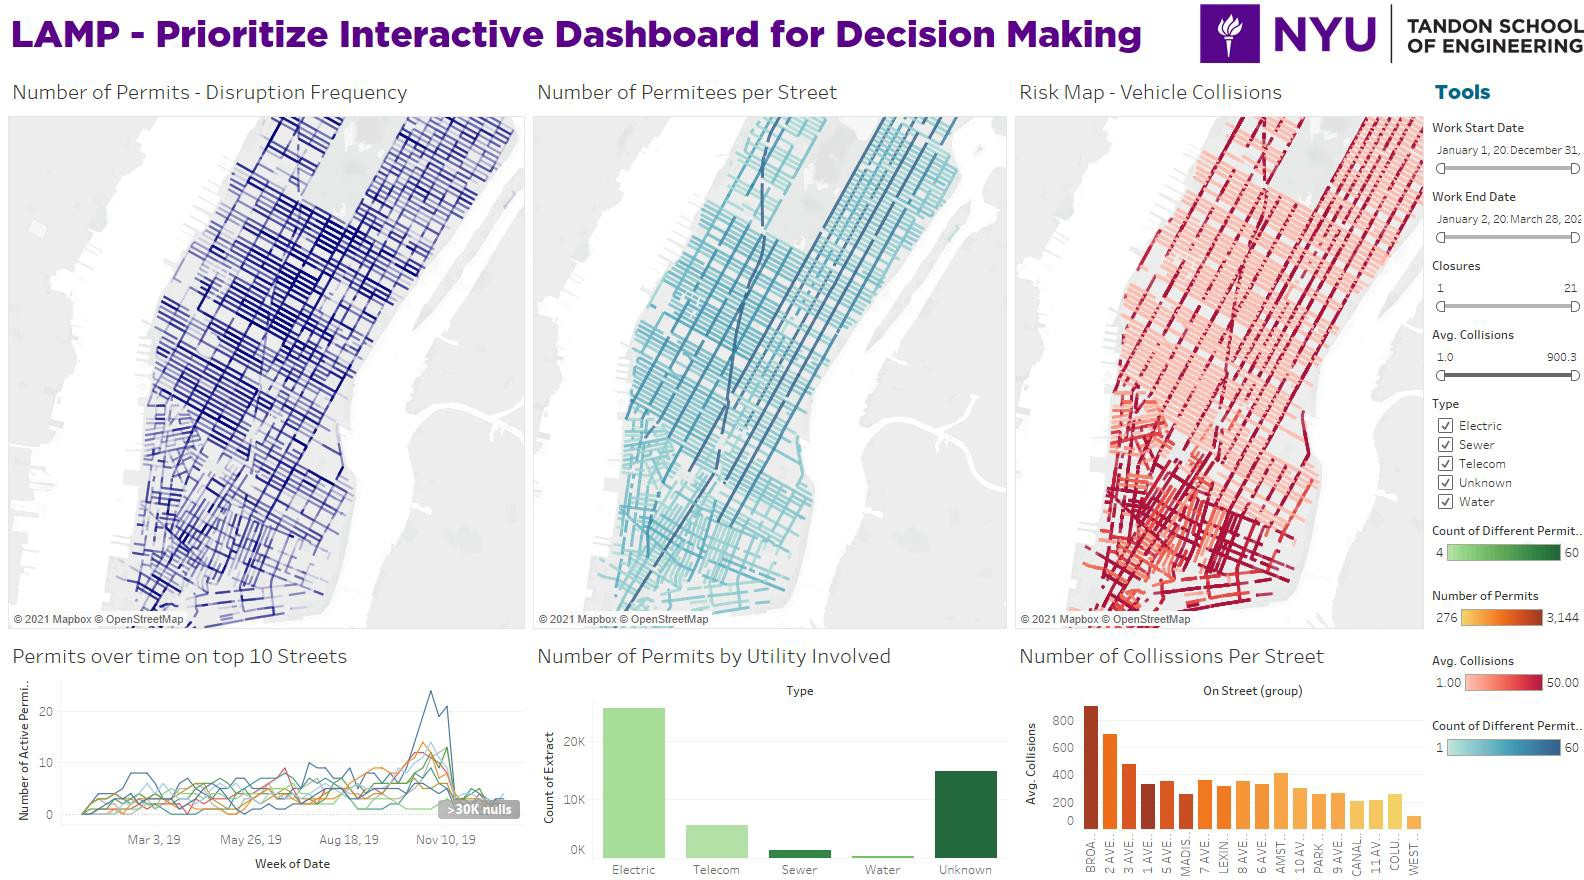 LAMP - Prioritize Interactive Dashboard for Decision Making
NYU
TANDON SCHOOL
OF ENGINEERING
Number of Permits - Disruption Frequency
Number of Permitees per Street
Risk Map - Vehicle Collisions
© 2021 Mapbox © OpenStreetMap
© 2021 Mapbox © OpenStreetMap
© 2021 Mapbox © OpenStreetMap
Tools
Work Start Date
January 1, 20: December 31,
Work End Date
January 2, 20: March 28, 202
Closures
1 21
Avg. Collisions
1.0 900.3
Type
Electric
Sewer
Telecom
Unknown
Water
Count of Different Permit..
4 60
Number of Permits
276 3,144
Avg. Collisions
1.00 50.00
Count of Different Permit..
1 60
Permits over time on top 10 Streets
Number of Active Permi..
20
10
0
>30K nulls
Mar 3, 19 May 26, 19 Aug 18, 19 Nov 10, 19
Week of Date
Number of Permits by Utility Involved
Type
Count of Extract
20K
10K
0K
Electric Telecom Sewer Water Unknown
Number of Collissions Per Street
On Street (group)
Avg. Collisions
800
600
400
200
0
BROA.. 2 AVE.. 3 AVE.. 1 AVE.. 5 AVE.. MADIS.. 7 AVE.. LEXIN.. 8 AVE.. 6 AVE.. AMST.. 10 AV.. PARK .. 9 AVE.. CANAL.. 11 AV.. COLU.. WEST ..